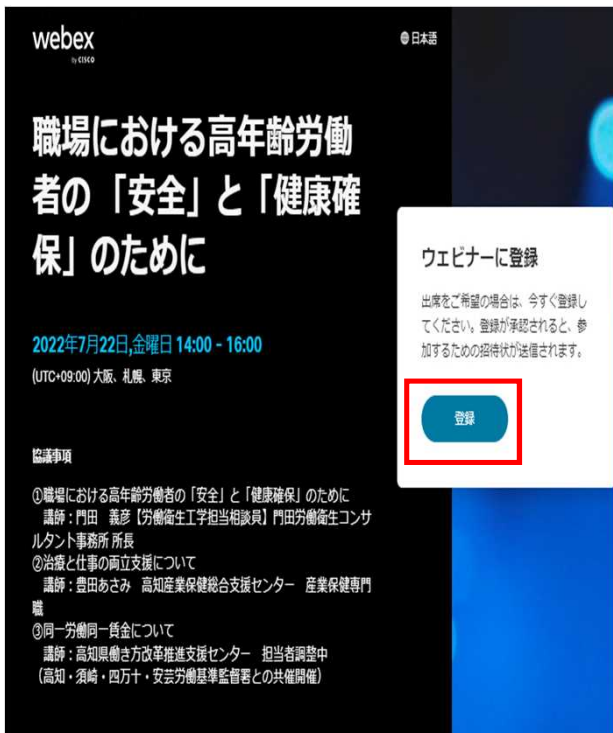 webex
by CISCO
日本語
職場における高年齢労働
者の「安全」と「健康確
保」のために
2022年7月22日,金曜日 14:00 - 16:00
(UTC+09:00) 大阪、札幌、東京
協議事項
①職場における高年齢労働者の「安全」と「健康確保」のために
講師：門田　義彦【労働衛生工学担当相談員】門田労働衛生コンサ
ルタント事務所 所長
②治療と仕事の両立支援について
講師：豊田あさみ　高知産業保健総合支援センター　産業保健専門
職
③同一労働同一賃金について
講師：高知県働き方改革推進支援センター　担当者調整中
（高知・須崎・四万十・安芸労働基準監督署との共催開催）
ウェビナーに登録
出席をご希望の場合は、今すぐ登録し
てください。登録が承認されると、参
加するための招待状が送信されます。
登録